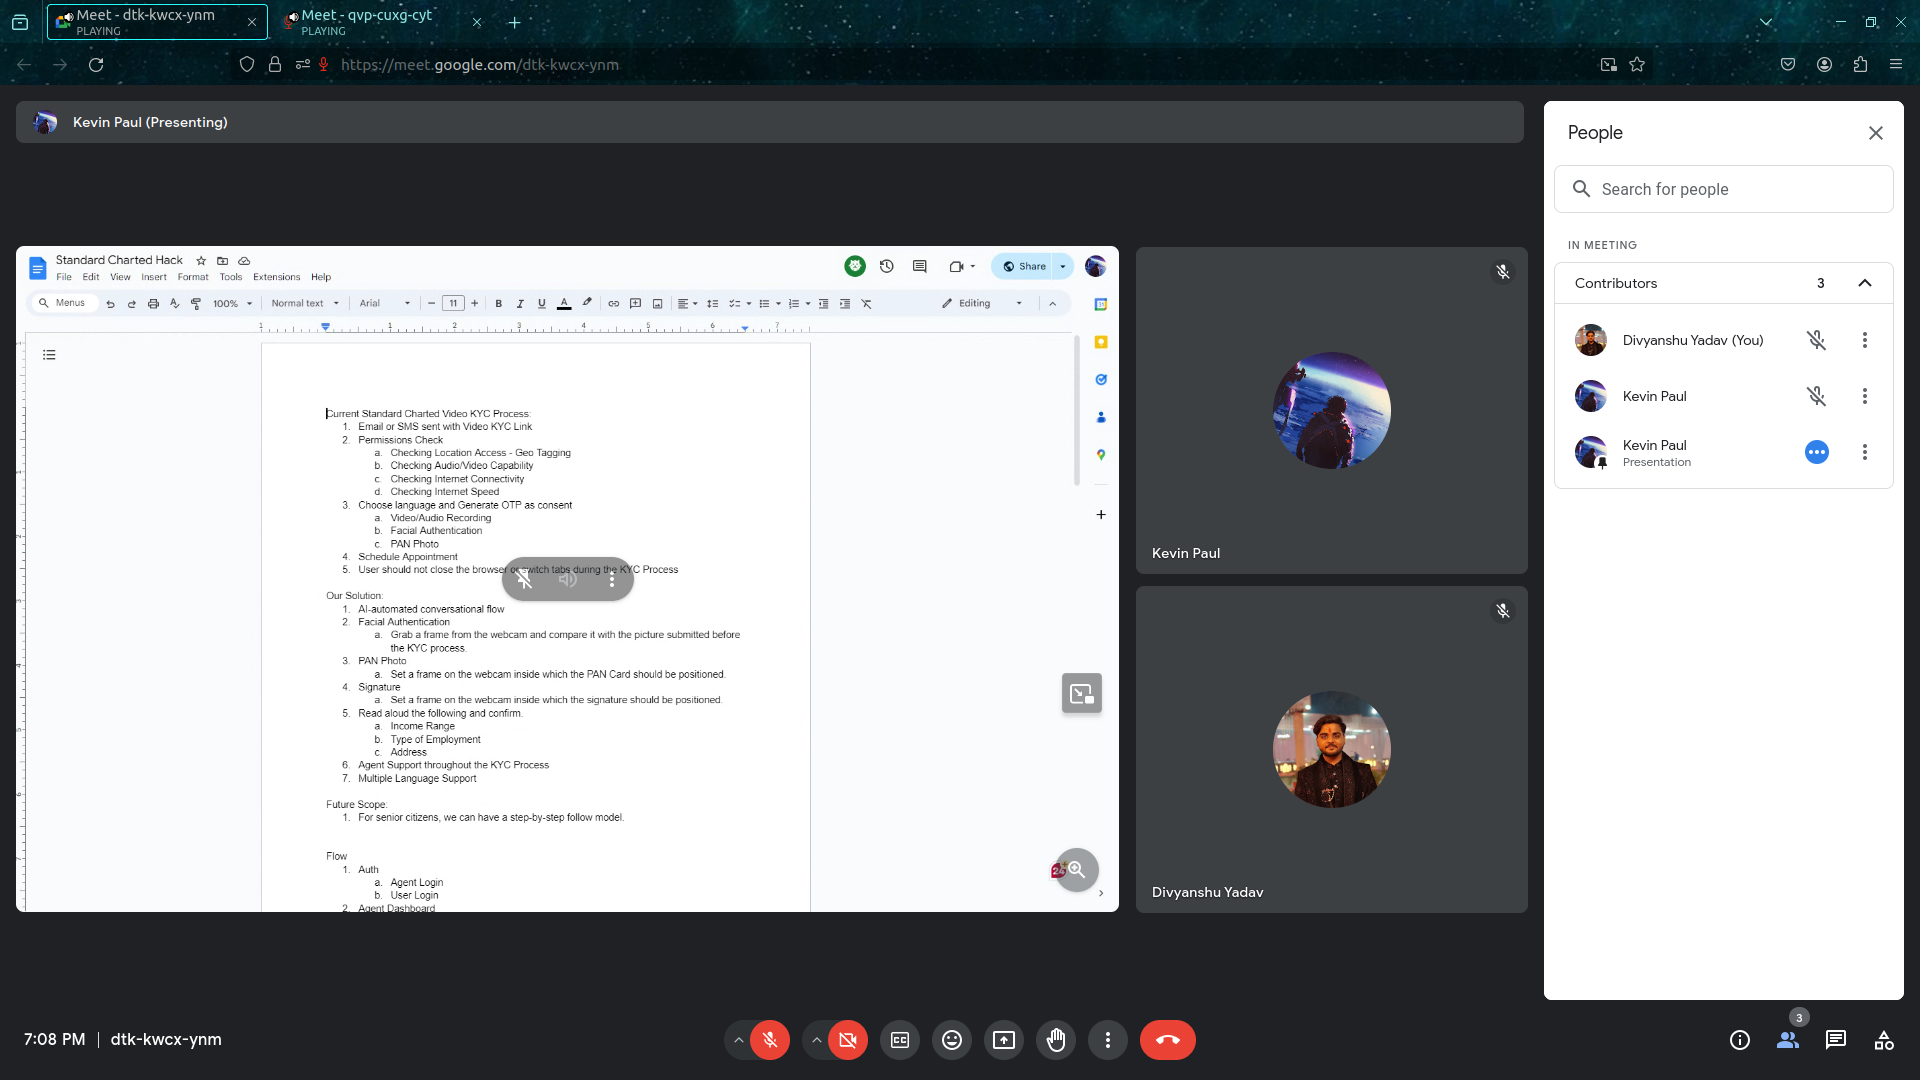 Meet - dtk-kwcx-ynm
PLAYING
Meet - qvp-cuxg-cyt
PLAYING
https://meet.google.com/dtk-kwcx-ynm
Kevin Paul (Presenting)
Standard Charted Hack
File Edit View Insert Format Tools Extensions Help
Share
Menus
100%
Normal text
Arial
11
Editing
1 1 2 3 4 5 6 7
Current Standard Charted Video KYC Process:
1. Email or SMS sent with Video KYC Link
2. Permissions Check
a. Checking Location Access - Geo Tagging
b. Checking Audio/Video Capability
c. Checking Internet Connectivity
d. Checking Internet Speed
3. Choose language and Generate OTP as consent
a. Video/Audio Recording
b. Facial Authentication
c. PAN Photo
4. Schedule Appointment
5. User should not close the browser or switch tabs during the KYC Process
Our Solution:
1. AI-automated conversational flow
2. Facial Authentication
a. Grab a frame from the webcam and compare it with the picture submitted before
the KYC process.
3. PAN Photo
a. Set a frame on the webcam inside which the PAN Card should be positioned.
4. Signature
a. Set a frame on the webcam inside which the signature should be positioned.
5. Read aloud the following and confirm.
a. Income Range
b. Type of Employment
c. Address
6. Agent Support throughout the KYC Process
7. Multiple Language Support
Future Scope:
1. For senior citizens, we can have a step-by-step follow model.
Flow
1. Auth
a. Agent Login
b. User Login
2. Agent Dashboard
24
Kevin Paul
Divyanshu Yadav
People
Search for people
IN MEETING
Contributors 3
Divyanshu Yadav (You)
Kevin Paul
Kevin Paul
Presentation
7:08 PM | dtk-kwcx-ynm
CC
3